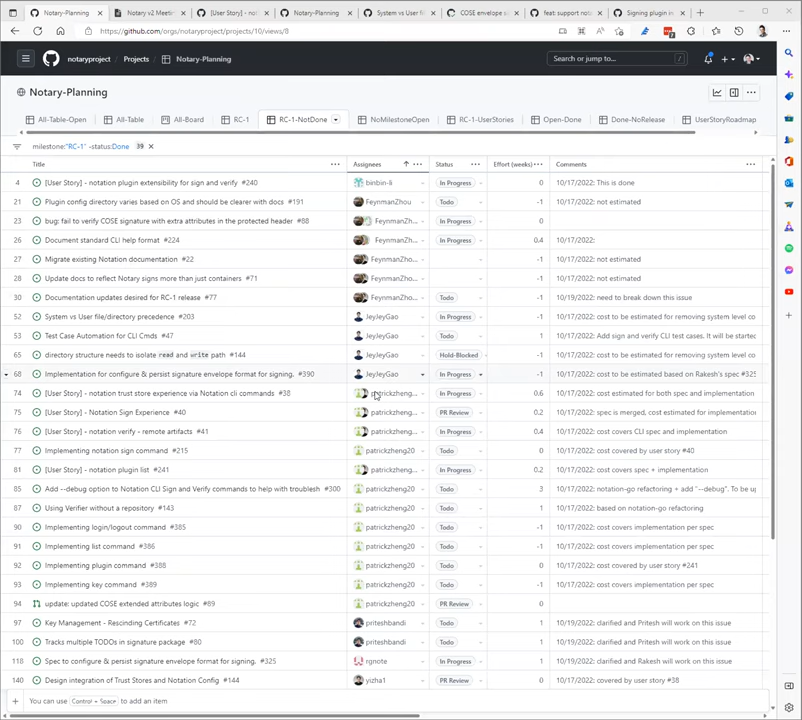 Notary-Planning
Notary v2 Meeti
[User Story] - no
Notary-Planning
System vs User f
COSE envelope
feat: support not
Signing plugin in
https://github.com/orgs/notaryproject/projects/10/views/8
notaryproject Projects Notary-Planning
Search or jump to...
Notary-Planning
All-Table-Open All-Table All-Board RC-1 RC-1-NotDone NoMilestoneOpen RC-1-UserStories Open-Done Done-NoRelease UserStoryRoadmap
milestone:"RC-1" -status:Done 39
Title Assignees Status Effort (weeks) Comments
4 [User Story] - notation plugin extensibility for sign and verify #240 binbin-li In Progress 0 10/17/2022: This is done
21 Plugin config directory varies based on OS and should be clearer with docs #191 FeynmanZhou Todo -1 10/17/2022: not estimated
23 bug: fail to verify COSE signature with extra attributes in the protected header #88 FeynmanZh... In Progress 0
26 Document standard CLI help format #224 FeynmanZh... In Progress 0.4 10/17/2022:
27 Migrate existing Notation documentation #22 FeynmanZh... -1 10/17/2022: not estimated
28 Update docs to reflect Notary signs more than just containers #71 FeynmanZh... -1 10/17/2022: not estimated
30 Documentation updates desired for RC-1 release #77 FeynmanZh... Todo -1 10/19/2022: need to break down this issue
52 System vs User file/directory precedence #203 JeyJeyGao In Progress -1 10/17/2022: cost to be estimated for removing system level co
53 Test Case Automation for CLI Cmds #47 JeyJeyGao Todo 1 10/17/2022: Add sign and verify CLI test cases. It will be started
65 directory structure needs to isolate read and write path #144 JeyJeyGao Hold-Blocked -1 10/17/2022: cost to be estimated for removing system level co
68 Implementation for configure & persist signature envelope format for signing. #390 JeyJeyGao In Progress -1 10/17/2022: cost to be estimated based on Rakesh's spec #325
74 [User Story] - notation trust store experience via Notation cli commands #38 patrickzheng... In Progress 0.6 10/17/2022: cost estimated for both spec and implementation
75 [User Story] - Notation Sign Experience #40 patrickzheng... PR Review 0.2 10/17/2022: spec is merged, cost estimated for implementation
76 [User Story] - notation verify - remote artifacts #41 patrickzheng... In Progress 0.4 10/17/2022: cost covers CLI spec and implementation
77 Implementing notation sign command #215 patrickzheng20 Todo 0 10/17/2022: cost covered by user story #40
81 [User Story] - notation plugin list #241 patrickzheng... In Progress 0.2 10/17/2022: cost covers spec + implementation
85 Add --debug option to Notation CLI Sign and Verify commands to help with troublesh #300 patrickzheng20 Todo 3 10/17/2022: notation-go refactoring + add "--debug". To be up
87 Using Verifier without a repository #143 patrickzheng20 Todo 1 10/17/2022: based on notation-go refactoring
90 Implementing login/logout command #385 patrickzheng20 Todo -1 10/17/2022: cost covers implementation per spec
91 Implementing list command #386 patrickzheng20 Todo -1 10/17/2022: cost covers implementation per spec
92 Implementing plugin command #388 patrickzheng20 Todo 0 10/17/2022: cost covered by user story #241
93 Implementing key command #389 patrickzheng20 Todo -1 10/17/2022: cost covers implementation per spec
94 update: updated COSE extended attributes logic #89 patrickzheng20 PR Review 0
97 Key Management - Rescinding Certificates #72 priteshbandi Todo 1 10/19/2022: clarified and Pritesh will work on this issue
100 Tracks multiple TODOs in signature package #80 priteshbandi Todo 1 10/19/2022: clarified and Pritesh will work on this issue
118 Spec to configure & persist signature envelope format for signing. #325 rgnote In Progress 1 10/19/2022: clarified and Rakesh will work on this issue
140 Design integration of Trust Stores and Notation Config #144 yizha1 PR Review 0 10/17/2022: covered by user story #38
You can use Control + Space to add an item